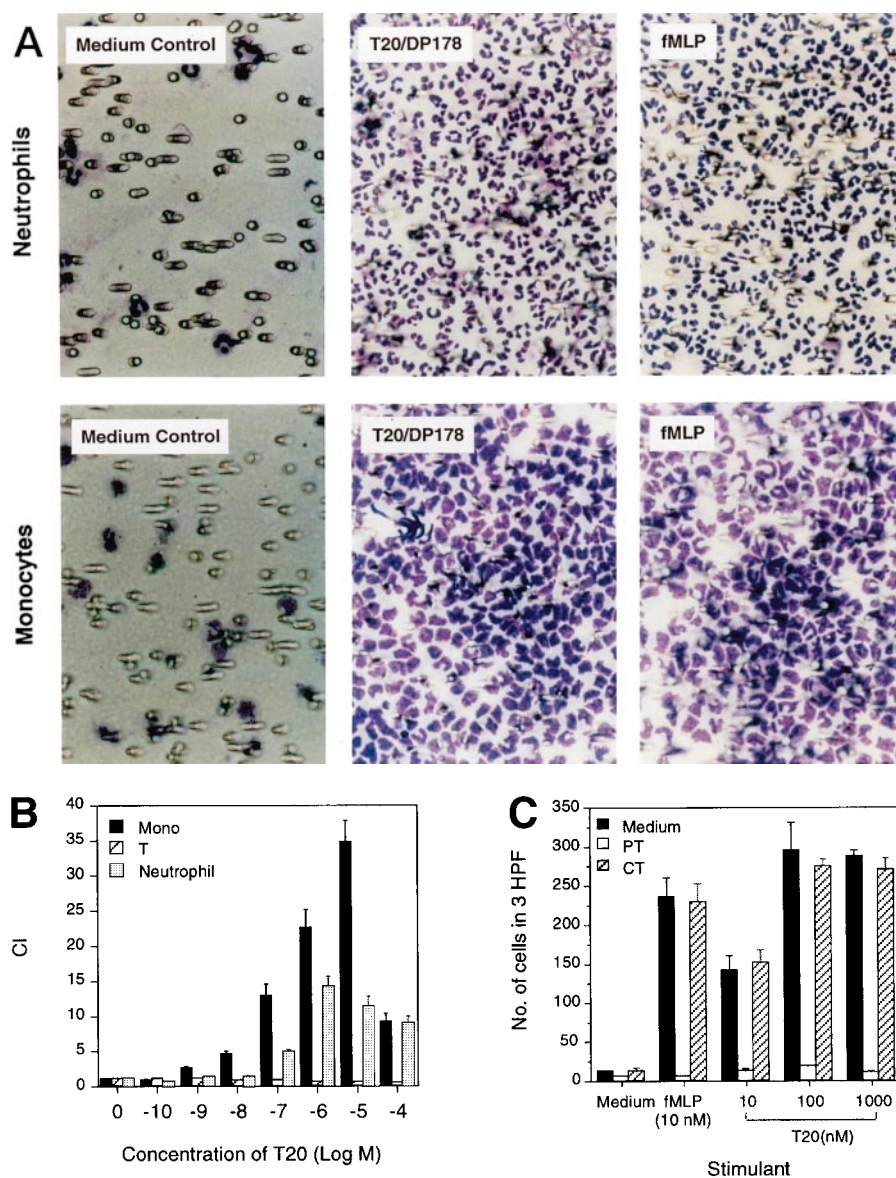 A
Medium Control
T20/DP178
fMLP
Neutrophils
Medium Control
T20/DP178
fMLP
Monocytes
B
40
35
30
25
20
15
10
5
0
CI
Mono
T
Neutrophil
0 -10 -9 -8 -7 -6 -5 -4
Concentration of T20 (Log M)
C
350
300
250
200
150
100
50
0
No. of cells in 3 HPF
Medium
PT
CT
Medium fMLP 10 100 1000
(10 nM)
T20(nM)
Stimulant